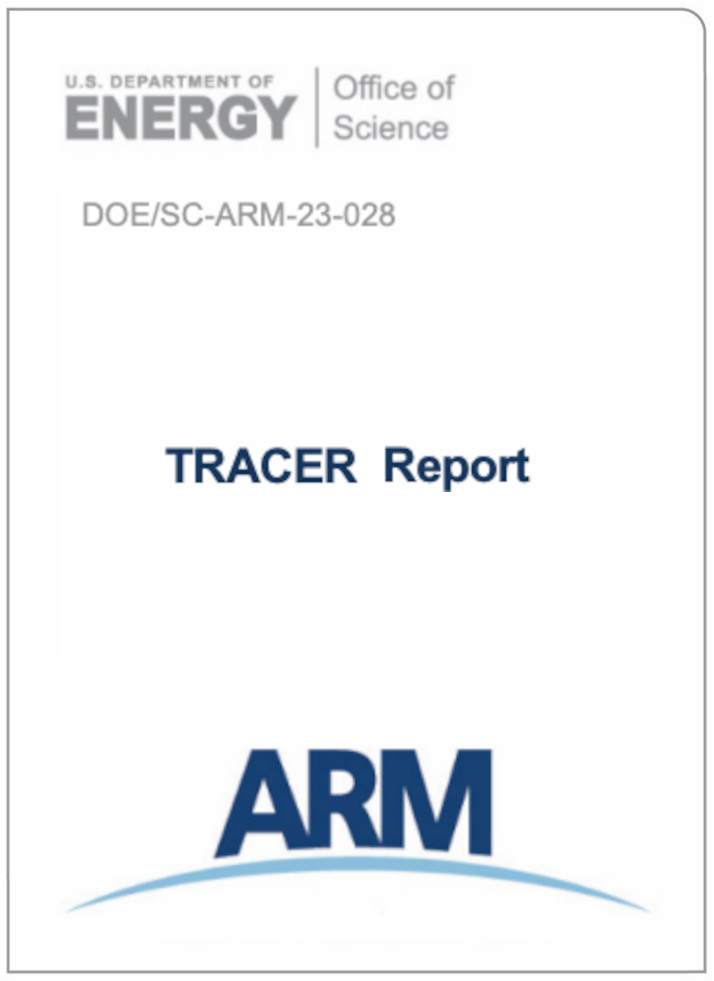 U.S. DEPARTMENT OF
ENERGY
Office of
Science
DOE/SC-ARM-23-028
TRACER Report
ARM